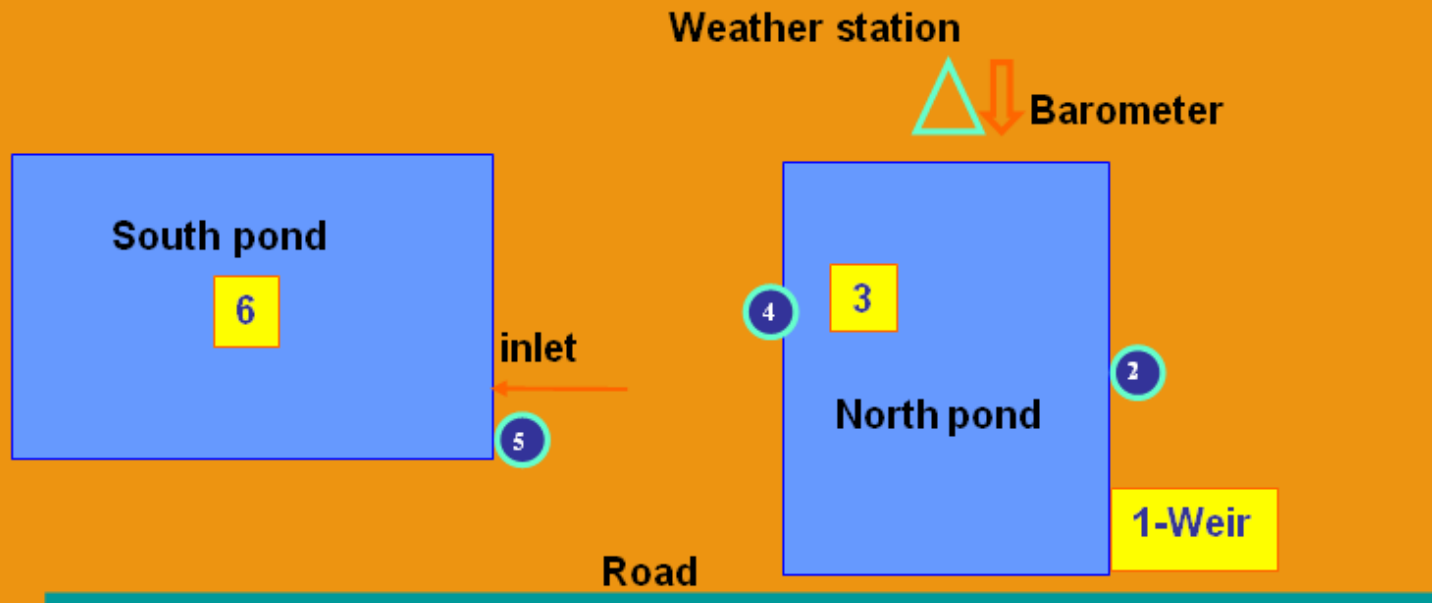 Weather station
Barometer
South pond
6
inlet
5
4
3
2
North pond
1-Weir
Road